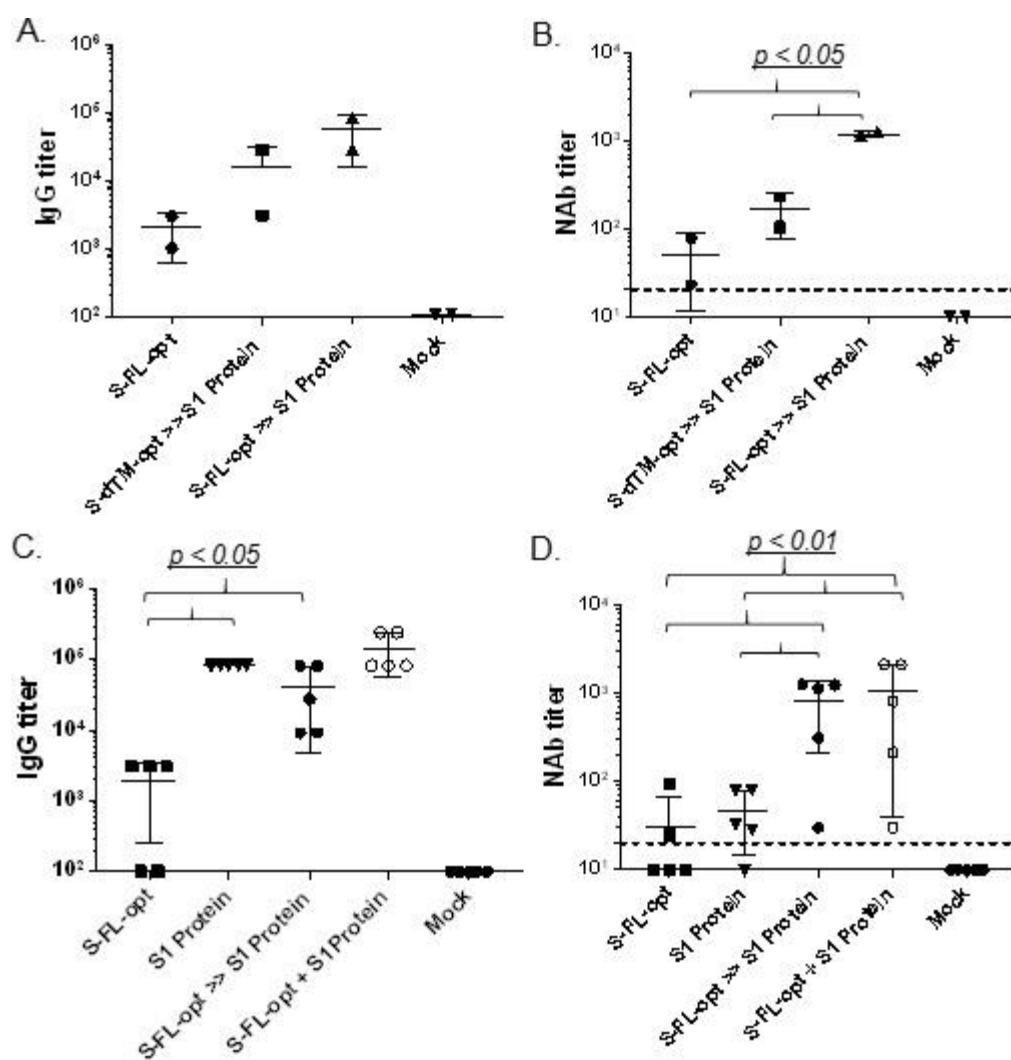 A.
IgG titer
10⁶
10⁵
10⁴
10³
10²
S-FL-opt
S-dTM-opt >> S1 Protein
S-FL-opt >> S1 Protein
Mock
B.
p < 0.05
NAb titer
10⁴
10³
10²
10¹
S-FL-opt
S-dTM-opt >> S1 Protein
S-FL-opt >> S1 Protein
Mock
C.
p < 0.05
IgG titer
10⁶
10⁵
10⁴
10³
10²
S-FL-opt
S1 Protein
S-FL-opt >> S1 Protein
S-FL-opt + S1Protein
Mock
D.
p < 0.01
NAb titer
10⁴
10³
10²
10¹
S-FL-opt
S1 Protein
S-FL-opt >> S1 Protein
S-FL-opt + S1 Protein
Mock